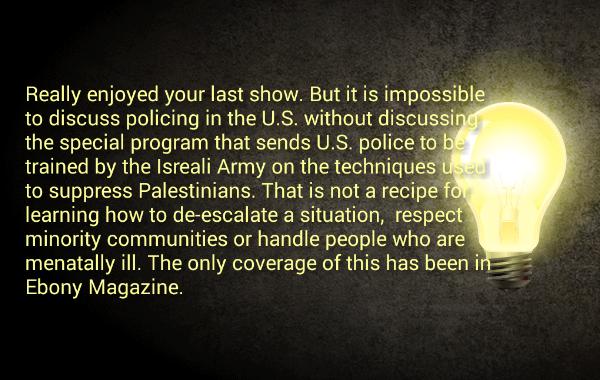 Really enjoyed your last show. But it is impossible
to discuss policing in the U.S. without discussing
the special program that sends U.S. police to be
trained by the Isreali Army on the techniques used
to suppress Palestinians. That is not a recipe for
learning how to de-escalate a situation,  respect
minority communities or handle people who are
menatally ill. The only coverage of this has been in
Ebony Magazine.